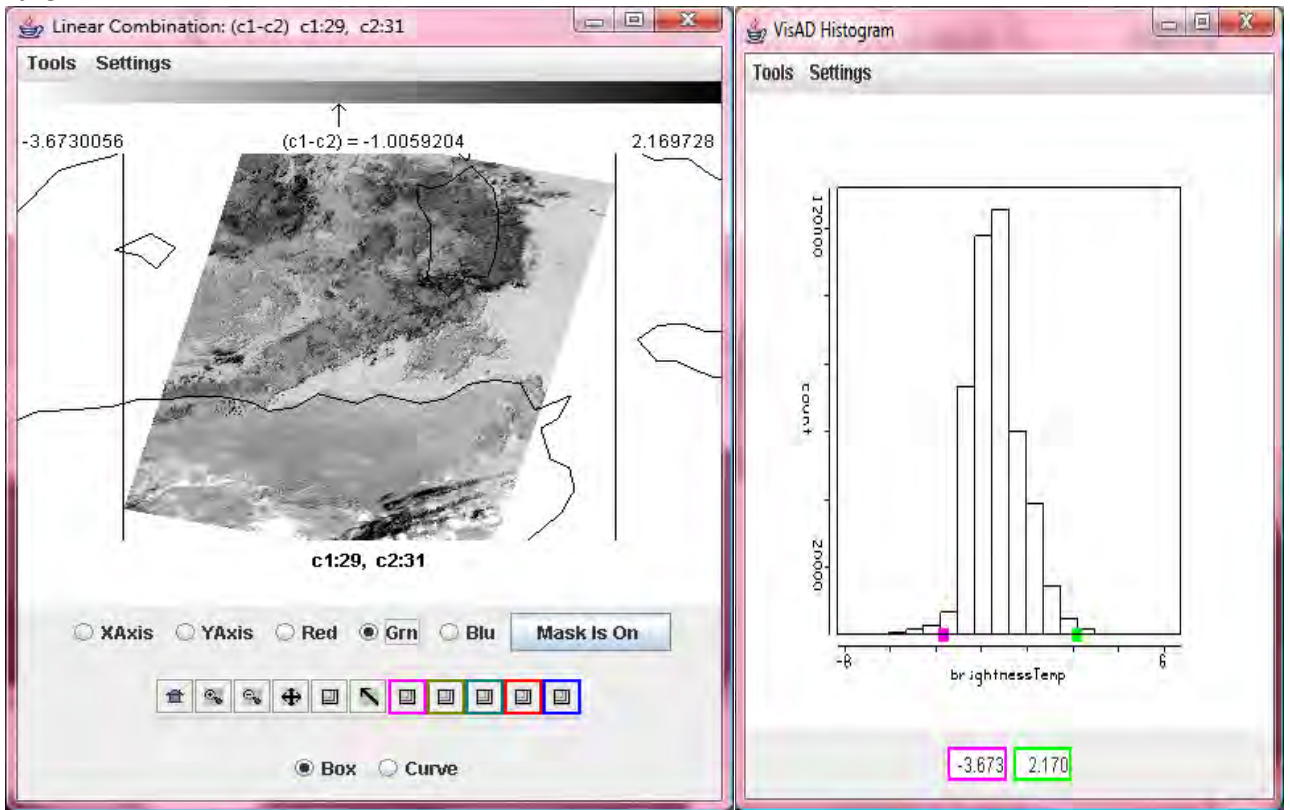 Linear Combination: (c1-c2) c1:29, c2:31
Tools Settings
-3.6730056 (c1-c2) = -1.0059204 2.169728
c1:29, c2:31
XAxis YAxis Red Grn Blu Mask Is On
Box Curve
VisAD Histogram
Tools Settings
120000
count
20000
-8 6
brightnessTemp
-3.673 2.170